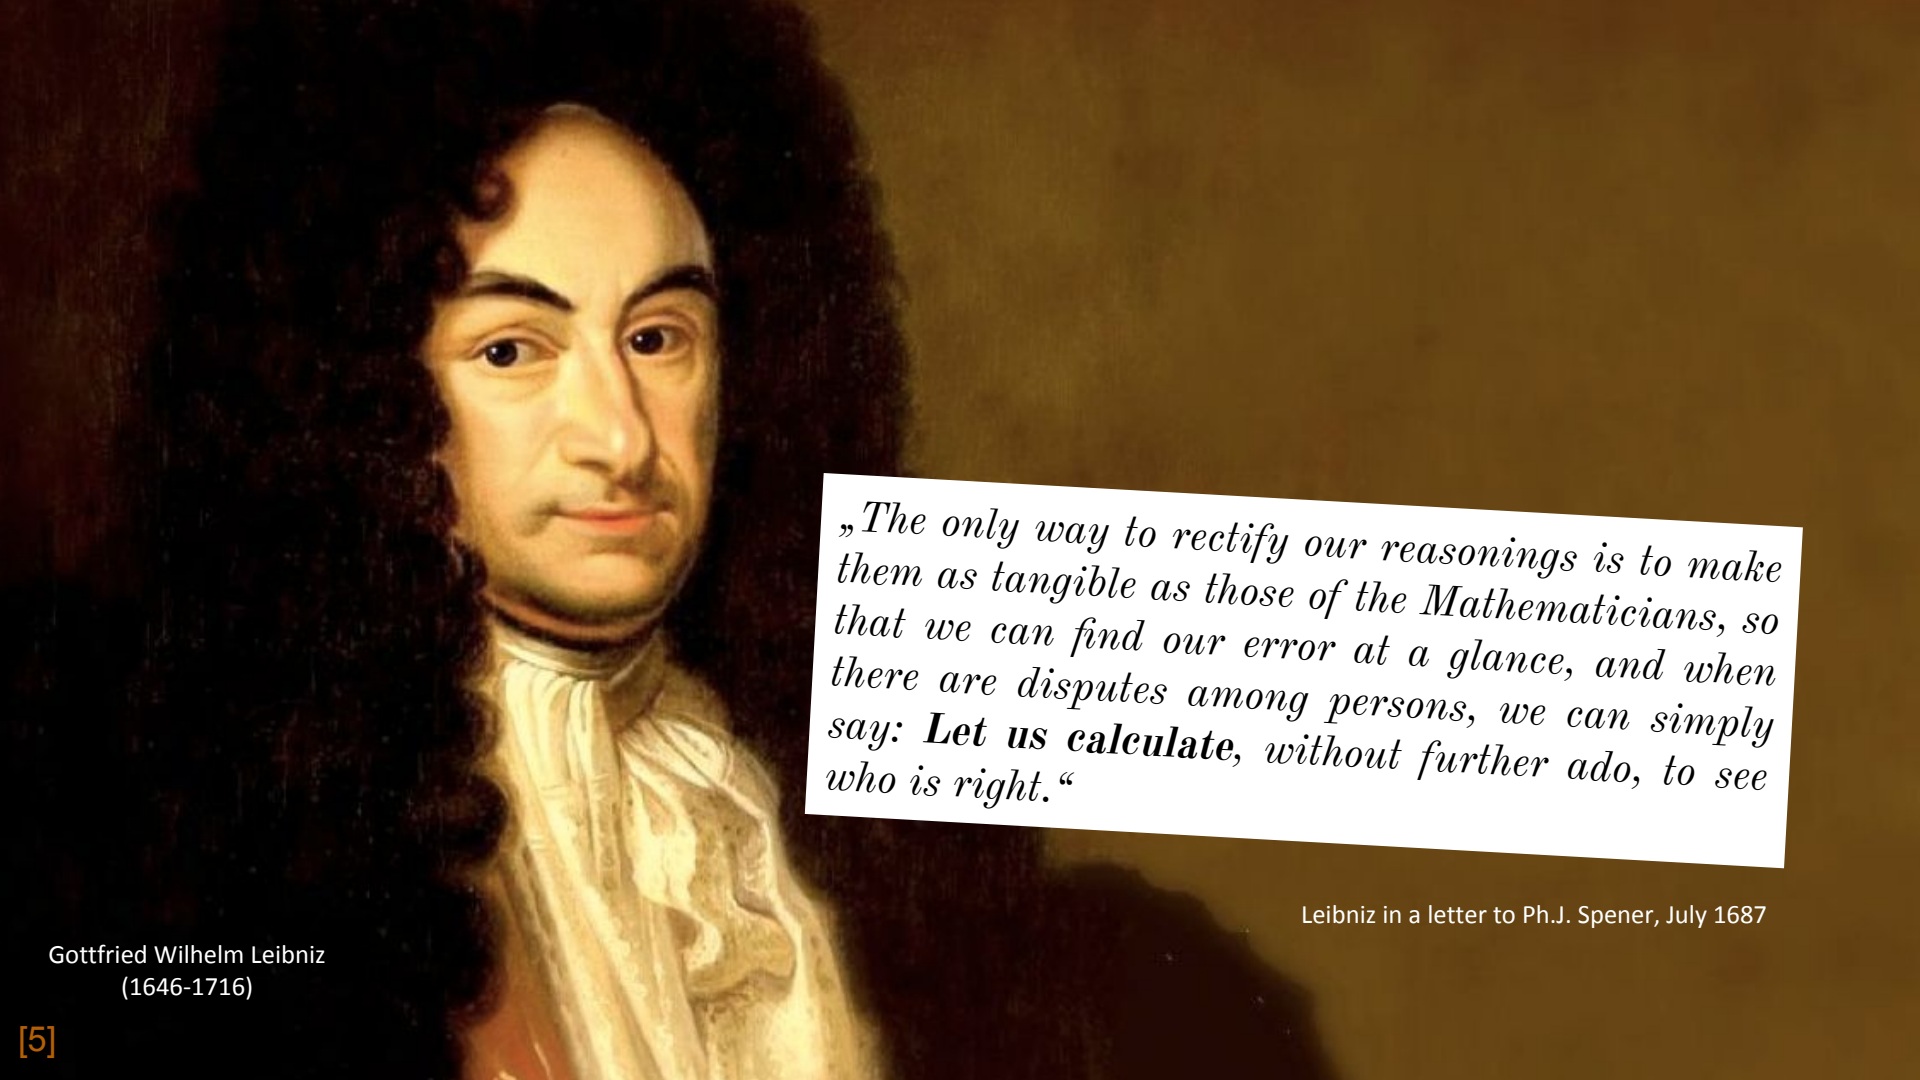 „The only way to rectify our reasonings is to make
them as tangible as those of the Mathematicians, so
that we can find our error at a glance, and when
there are disputes among persons, we can simply
say: Let us calculate, without further ado, to see
who is right.“
Leibniz in a letter to Ph.J. Spener, July 1687
Gottfried Wilhelm Leibniz
(1646-1716)
[5]